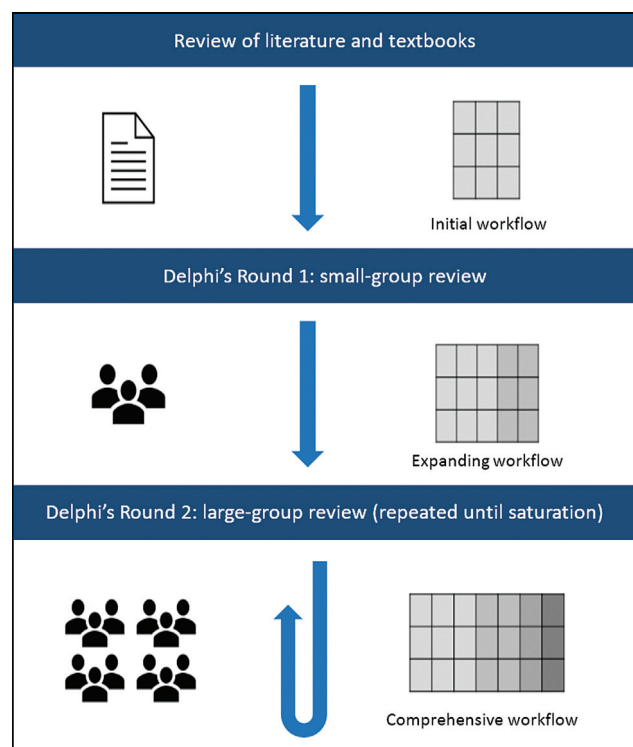 Review of literature and textbooks
Initial workflow
Delphi's Round 1: small-group review
Expanding workflow
Delphi's Round 2: large-group review (repeated until saturation)
Comprehensive workflow